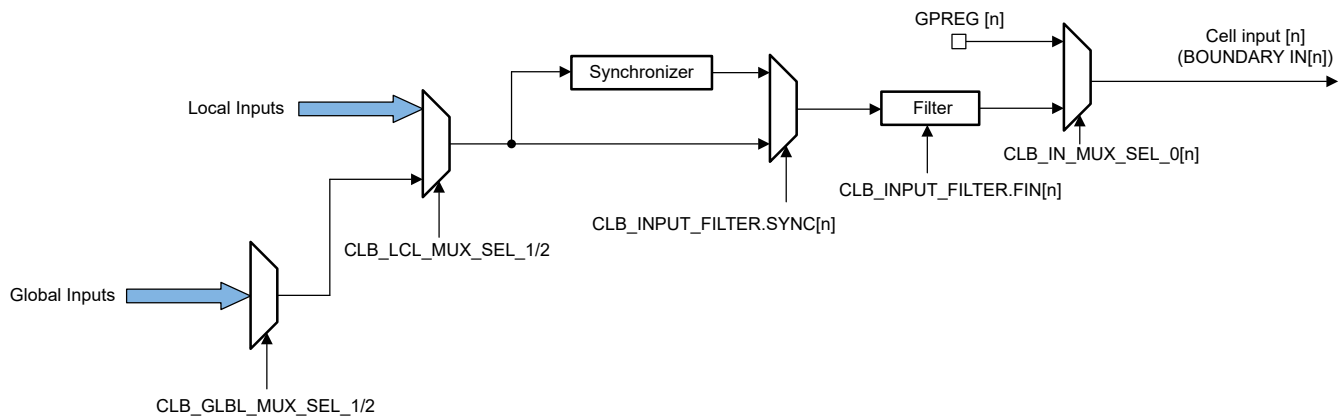 GPREG [n]
Cell input [n]
(BOUNDARY IN[n])
Synchronizer
Local Inputs
Filter
CLB_IN_MUX_SEL_0[n]
CLB_INPUT_FILTER.FIN[n]
CLB_INPUT_FILTER.SYNC[n]
CLB_LCL_MUX_SEL_1/2
Global Inputs
CLB_GLBL_MUX_SEL_1/2